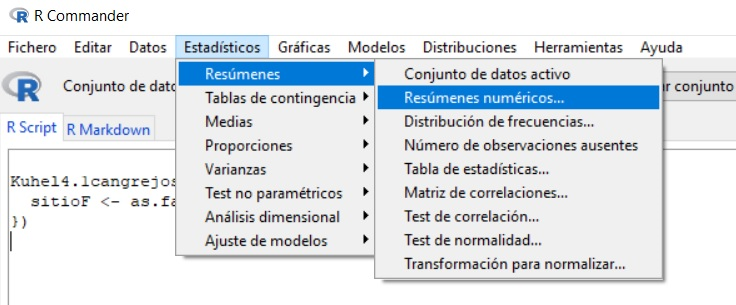 R Commander
Fichero Editar Datos Estadísticos Gráficas Modelos Distribuciones Herramientas Ayuda
R Conjunto de dato
ar conjunto
R Script R Markdown
Resúmenes
Tablas de contingencia
Medias
Proporciones
Varianzas
Test no paramétricos
Análisis dimensional
Ajuste de modelos
Conjunto de datos activo
Resúmenes numéricos...
Distribución de frecuencias...
Número de observaciones ausentes
Tabla de estadísticas...
Matriz de correlaciones...
Test de correlación...
Test de normalidad...
Transformación para normalizar...
Kuhel4.1cangrejos
sitioF <- as.fa
})